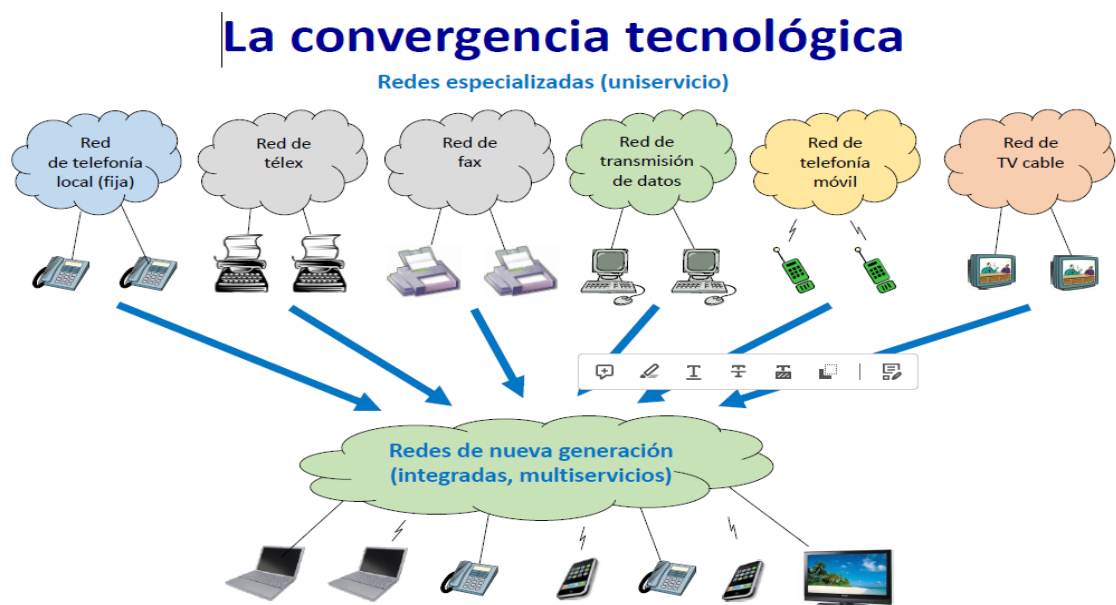 La convergencia tecnológica
Redes especializadas (uniservicio)
Red
de telefonía
local (fija)
Red de
télex
Red de
fax
Red de
transmisión
de datos
Red de
telefonía
móvil
Red de
TV cable
Redes de nueva generación
(integradas, multiservicios)